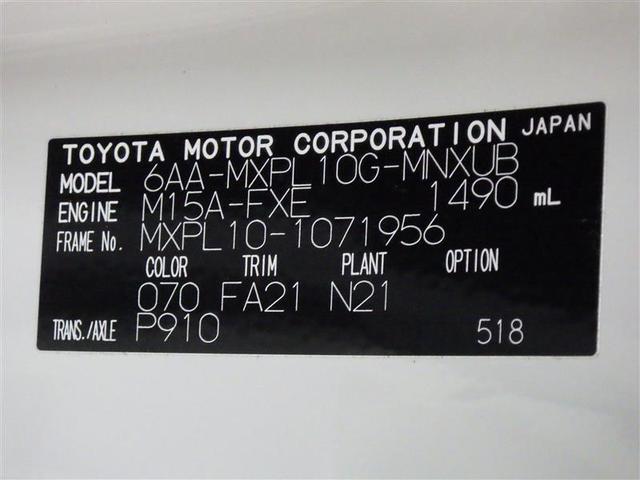 TOYOTA MOTOR CORPORATION JAPAN
MODEL 6AA-MXPL10G-MNXUB
ENGINE M15A-FXE 1490 mL
FRAME No. MXPL10-1071956
COLOR TRIM PLANT OPTION
070 FA21 N21
TRANS./AXLE P910 518